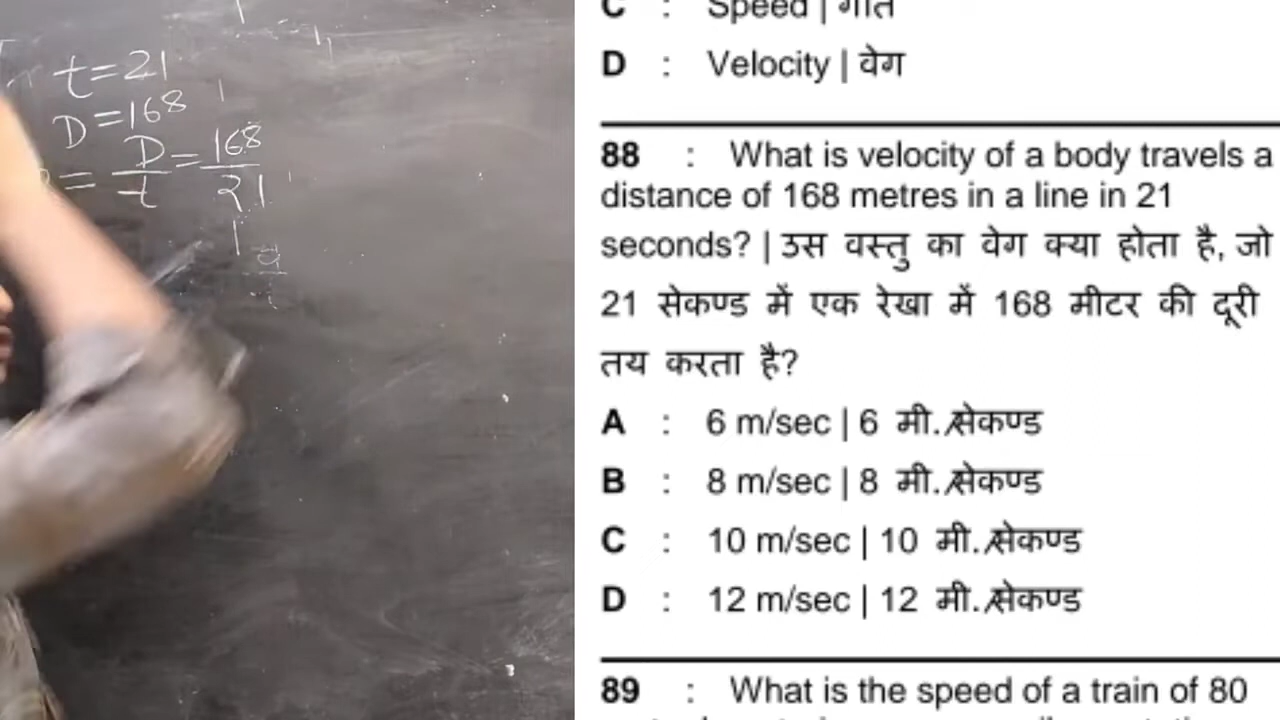 t=21
D=168
= D/t = 168/21
C : Speed | गति
D : Velocity | वेग
88 : What is velocity of a body travels a
distance of 168 metres in a line in 21
seconds? | उस वस्तु का वेग क्या होता है, जो
21 सेकण्ड में एक रेखा में 168 मीटर की दूरी
तय करता है?
A : 6 m/sec | 6 मी./सेकण्ड
B : 8 m/sec | 8 मी./सेकण्ड
C : 10 m/sec | 10 मी./सेकण्ड
D : 12 m/sec | 12 मी./सेकण्ड
89 : What is the speed of a train of 80